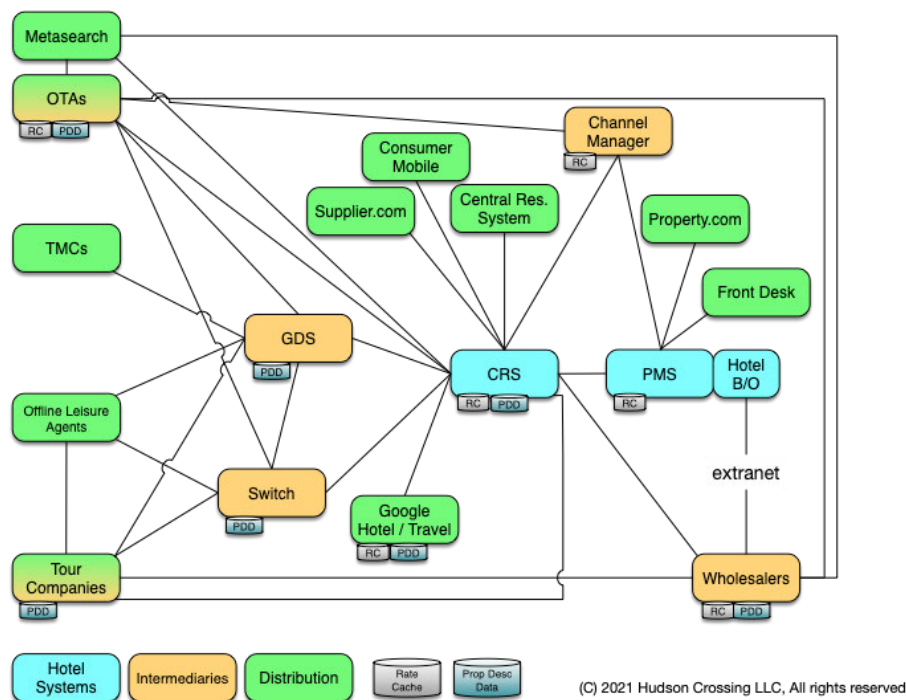 Metasearch
OTAs
RC PDD
Channel
Manager
RC
Consumer
Mobile
Supplier.com
Central Res.
System
Property.com
TMCs
Front Desk
GDS
PDD
CRS
RC PDD
PMS
RC
Hotel
B/O
Offline Leisure
Agents
extranet
Switch
PDD
Google
Hotel / Travel
RC PDD
Tour
Companies
PDD
Wholesalers
RC PDD
Hotel
Systems
Intermediaries
Distribution
Rate
Cache
Prop Desc
Data
(C) 2021 Hudson Crossing LLC, All rights reserved